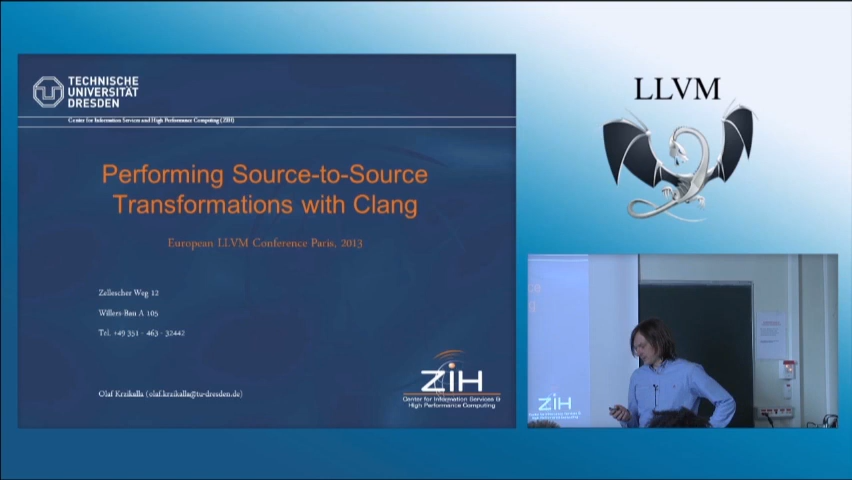 TECHNISCHE
UNIVERSITÄT
DRESDEN
Center for Information Services and High Performance Computing (ZIH)
Performing Source-to-Source
Transformations with Clang
European LLVM Conference Paris, 2013
Zellescher Weg 12
Willers-Bau A 105
Tel. +49 351 - 463 - 32442
Olaf Krzikalla (olaf.krzikalla@tu-dresden.de)
ZIH
Center for Information Services &
High Performance Computing
LLVM
ZIH